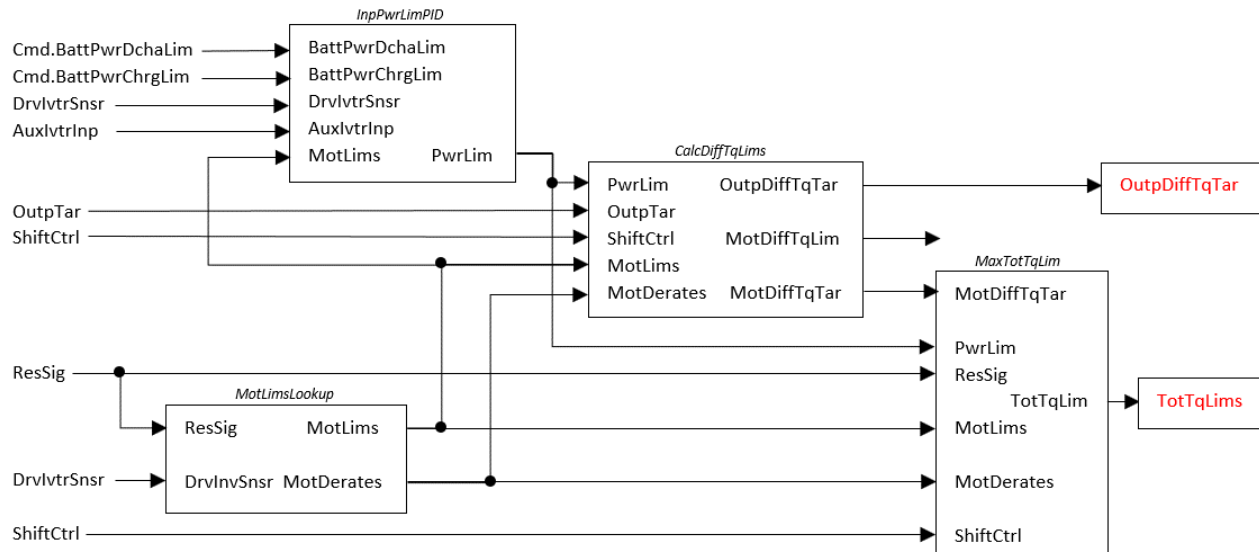 InpPwrLimPID
Cmd.BattPwrDchaLim
Cmd.BattPwrChrgLim
DrvIvtrSnsr
AuxIvtrInp
BattPwrDchaLim
BattPwrChrgLim
DrvIvtrSnsr
AuxIvtrInp
MotLims PwrLim
CalcDiffTqLims
OutpTar
ShiftCtrl
PwrLim OutpDiffTqTar
OutpTar
ShiftCtrl MotDiffTqLim
MotLims
MotDerates MotDiffTqTar
OutpDiffTqTar
MaxTotTqLim
MotDiffTqTar
PwrLim
ResSig
TotTqLim
MotLims
MotDerates
ShiftCtrl
TotTqLims
ResSig
MotLimsLookup
ResSig MotLims
DrvInvSnsr MotDerates
DrvIvtrSnsr
ShiftCtrl